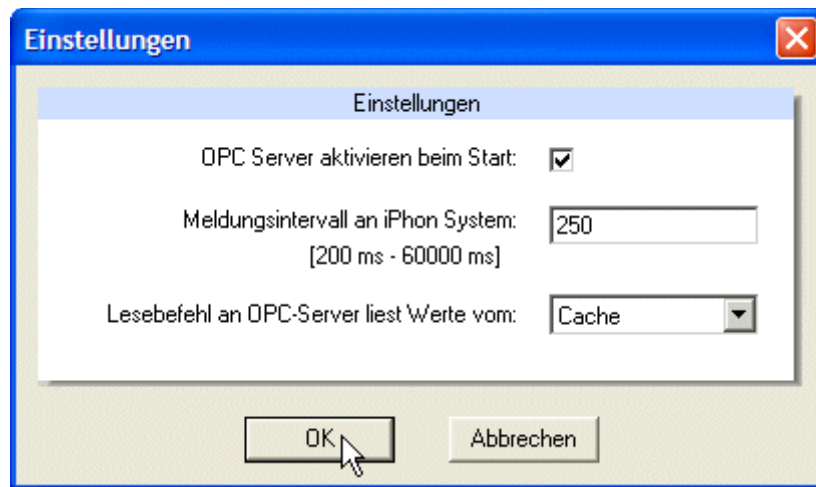 Einstellungen
Einstellungen
OPC Server aktivieren beim Start:
Meldungsintervall an iPhon System: 250
[200 ms - 60000 ms]
Lesebefehl an OPC-Server liest Werte vom: Cache
OK Abbrechen